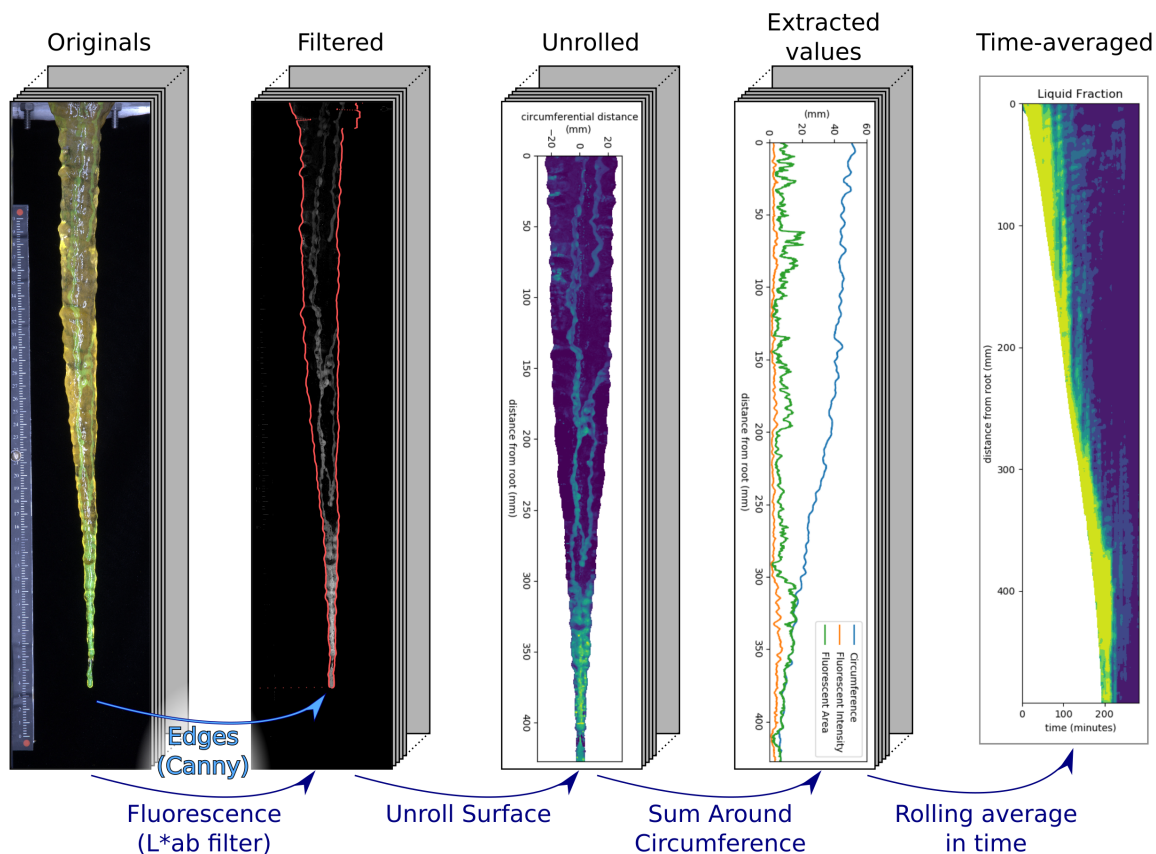 Originals
Filtered
Unrolled
Extracted
values
Time-averaged
circumferential distance
(mm)
−20
0
20
0
50
100
150
200
250
300
350
400
distance from root (mm)
(mm)
0
20
40
60
0
50
100
150
200
250
300
350
400
distance from root (mm)
Circumference
Fluorescent Intensity
Fluorescent Area
Liquid Fraction
0
100
200
300
400
distance from root (mm)
0
100
200
time (minutes)
Edges
(Canny)
Fluorescence
(L*ab filter)
Unroll Surface
Sum Around
Circumference
Rolling average
in time